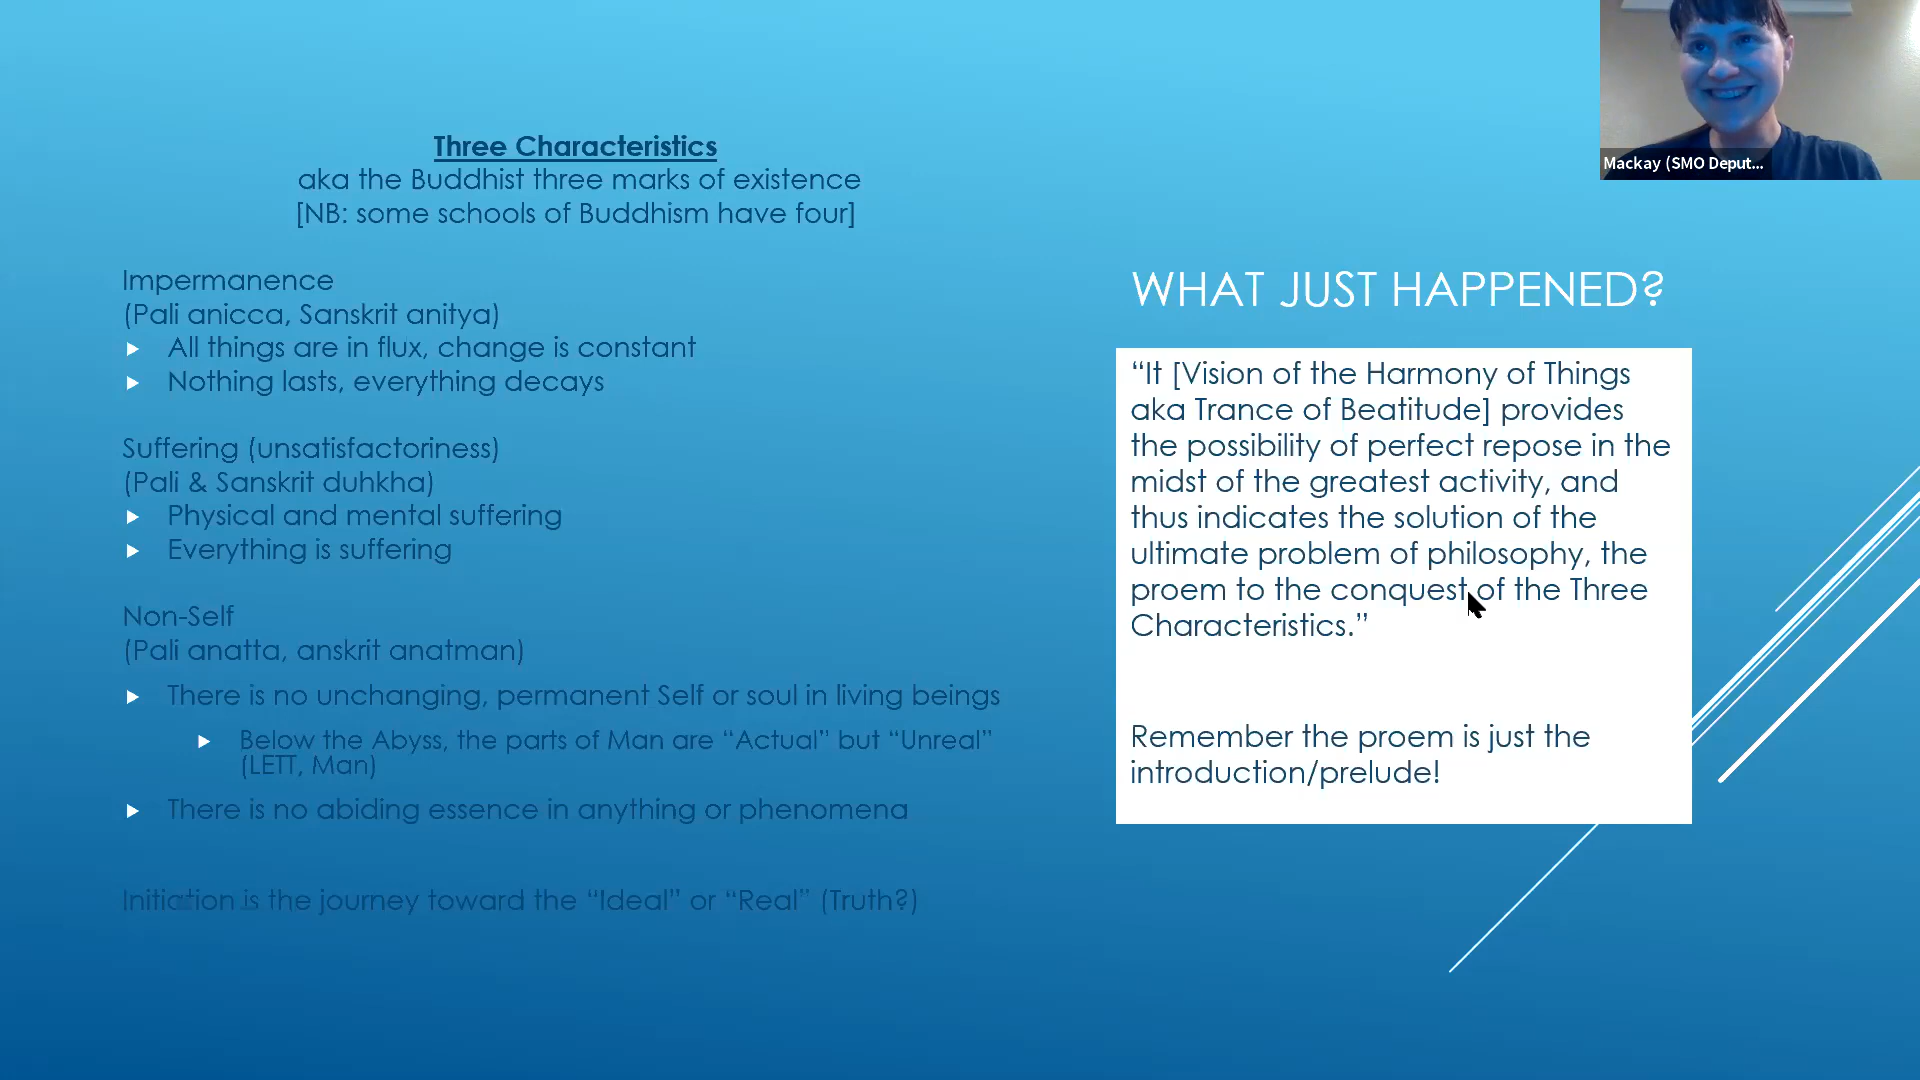 Three Characteristics
aka the Buddhist three marks of existence
[NB: some schools of Buddhism have four]
Impermanence
(Pali anicca, Sanskrit anitya)
All things are in flux, change is constant
Nothing lasts, everything decays
Suffering (unsatisfactoriness)
(Pali & Sanskrit duhkha)
Physical and mental suffering
Everything is suffering
Non-Self
(Pali anatta, anskrit anatman)
There is no unchanging, permanent Self or soul in living beings
Below the Abyss, the parts of Man are “Actual” but “Unreal”
(LETT, Man)
There is no abiding essence in anything or phenomena
Initiation is the journey toward the “Ideal” or “Real” (Truth?)
WHAT JUST HAPPENED?
“It [Vision of the Harmony of Things
aka Trance of Beatitude] provides
the possibility of perfect repose in the
midst of the greatest activity, and
thus indicates the solution of the
ultimate problem of philosophy, the
proem to the conquest of the Three
Characteristics.”
Remember the proem is just the
introduction/prelude!
Mackay (SMO Deput...